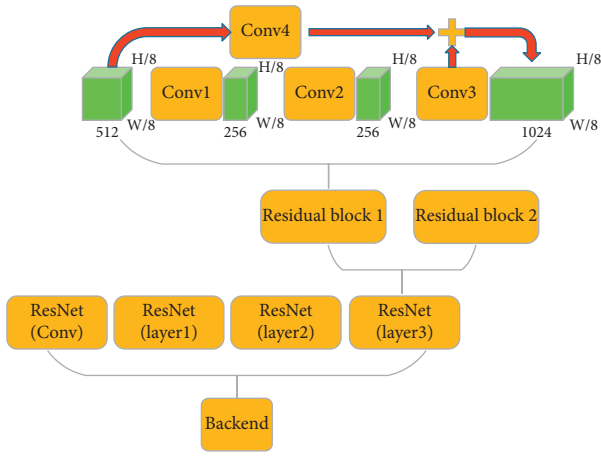 Conv4
H/8
H/8
H/8
H/8
Conv1
Conv2
Conv3
512
W/8
256
W/8
256
W/8
1024
W/8
Residual block 1
Residual block 2
ResNet
(Conv)
ResNet
(layer1)
ResNet
(layer2)
ResNet
(layer3)
Backend